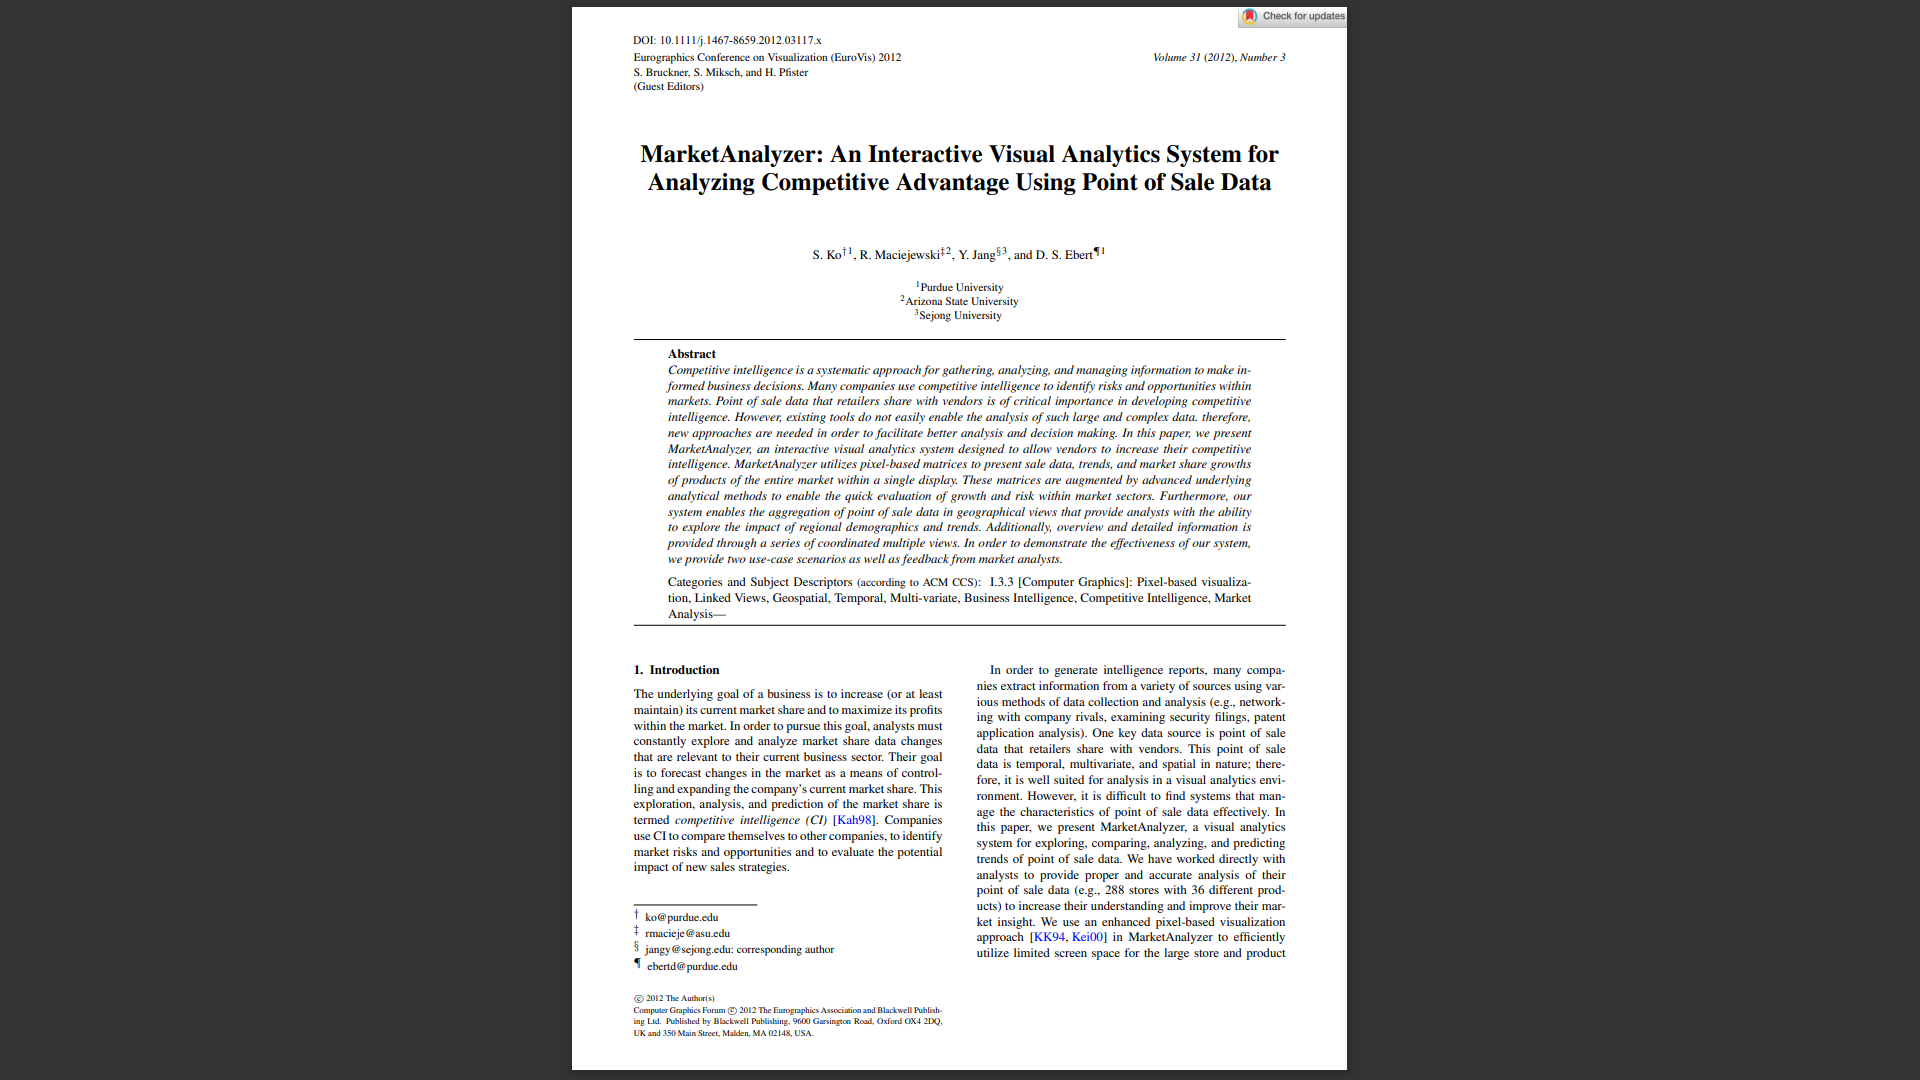 Check for updates
DOI: 10.1111/j.1467-8659.2012.03117.x
Eurographics Conference on Visualization (EuroVis) 2012
Volume 31 (2012), Number 3
S. Bruckner, S. Miksch, and H. Pfister
(Guest Editors)
MarketAnalyzer: An Interactive Visual Analytics System for
Analyzing Competitive Advantage Using Point of Sale Data
S. Ko†1, R. Maciejewski‡2, Y. Jang§3, and D. S. Ebert¶1
1Purdue University
2Arizona State University
3Sejong University
Abstract
Competitive intelligence is a systematic approach for gathering, analyzing, and managing information to make in-
formed business decisions. Many companies use competitive intelligence to identify risks and opportunities within
markets. Point of sale data that retailers share with vendors is of critical importance in developing competitive
intelligence. However, existing tools do not easily enable the analysis of such large and complex data. therefore,
new approaches are needed in order to facilitate better analysis and decision making. In this paper, we present
MarketAnalyzer, an interactive visual analytics system designed to allow vendors to increase their competitive
intelligence. MarketAnalyzer utilizes pixel-based matrices to present sale data, trends, and market share growths
of products of the entire market within a single display. These matrices are augmented by advanced underlying
analytical methods to enable the quick evaluation of growth and risk within market sectors. Furthermore, our
system enables the aggregation of point of sale data in geographical views that provide analysts with the ability
to explore the impact of regional demographics and trends. Additionally, overview and detailed information is
provided through a series of coordinated multiple views. In order to demonstrate the effectiveness of our system,
we provide two use-case scenarios as well as feedback from market analysts.
Categories and Subject Descriptors (according to ACM CCS): I.3.3 [Computer Graphics]: Pixel-based visualiza-
tion, Linked Views, Geospatial, Temporal, Multi-variate, Business Intelligence, Competitive Intelligence, Market
Analysis—
1. Introduction
The underlying goal of a business is to increase (or at least
maintain) its current market share and to maximize its profits
within the market. In order to pursue this goal, analysts must
constantly explore and analyze market share data changes
that are relevant to their current business sector. Their goal
is to forecast changes in the market as a means of control-
ling and expanding the company's current market share. This
exploration, analysis, and prediction of the market share is
termed competitive intelligence (CI) [Kah98]. Companies
use CI to compare themselves to other companies, to identify
market risks and opportunities and to evaluate the potential
impact of new sales strategies.
† ko@purdue.edu
‡ rmacieje@asu.edu
§ jangy@sejong.edu: corresponding author
¶ ebertd@purdue.edu
© 2012 The Author(s)
Computer Graphics Forum © 2012 The Eurographics Association and Blackwell Publish-
ing Ltd. Published by Blackwell Publishing, 9600 Garsington Road, Oxford OX4 2DQ,
UK and 350 Main Street, Malden, MA 02148, USA.
In order to generate intelligence reports, many compa-
nies extract information from a variety of sources using var-
ious methods of data collection and analysis (e.g., network-
ing with company rivals, examining security filings, patent
application analysis). One key data source is point of sale
data that retailers share with vendors. This point of sale
data is temporal, multivariate, and spatial in nature; there-
fore, it is well suited for analysis in a visual analytics envi-
ronment. However, it is difficult to find systems that man-
age the characteristics of point of sale data effectively. In
this paper, we present MarketAnalyzer, a visual analytics
system for exploring, comparing, analyzing, and predicting
trends of point of sale data. We have worked directly with
analysts to provide proper and accurate analysis of their
point of sale data (e.g., 288 stores with 36 different prod-
ucts) to increase their understanding and improve their mar-
ket insight. We use an enhanced pixel-based visualization
approach [KK94, Kei00] in MarketAnalyzer to efficiently
utilize limited screen space for the large store and product